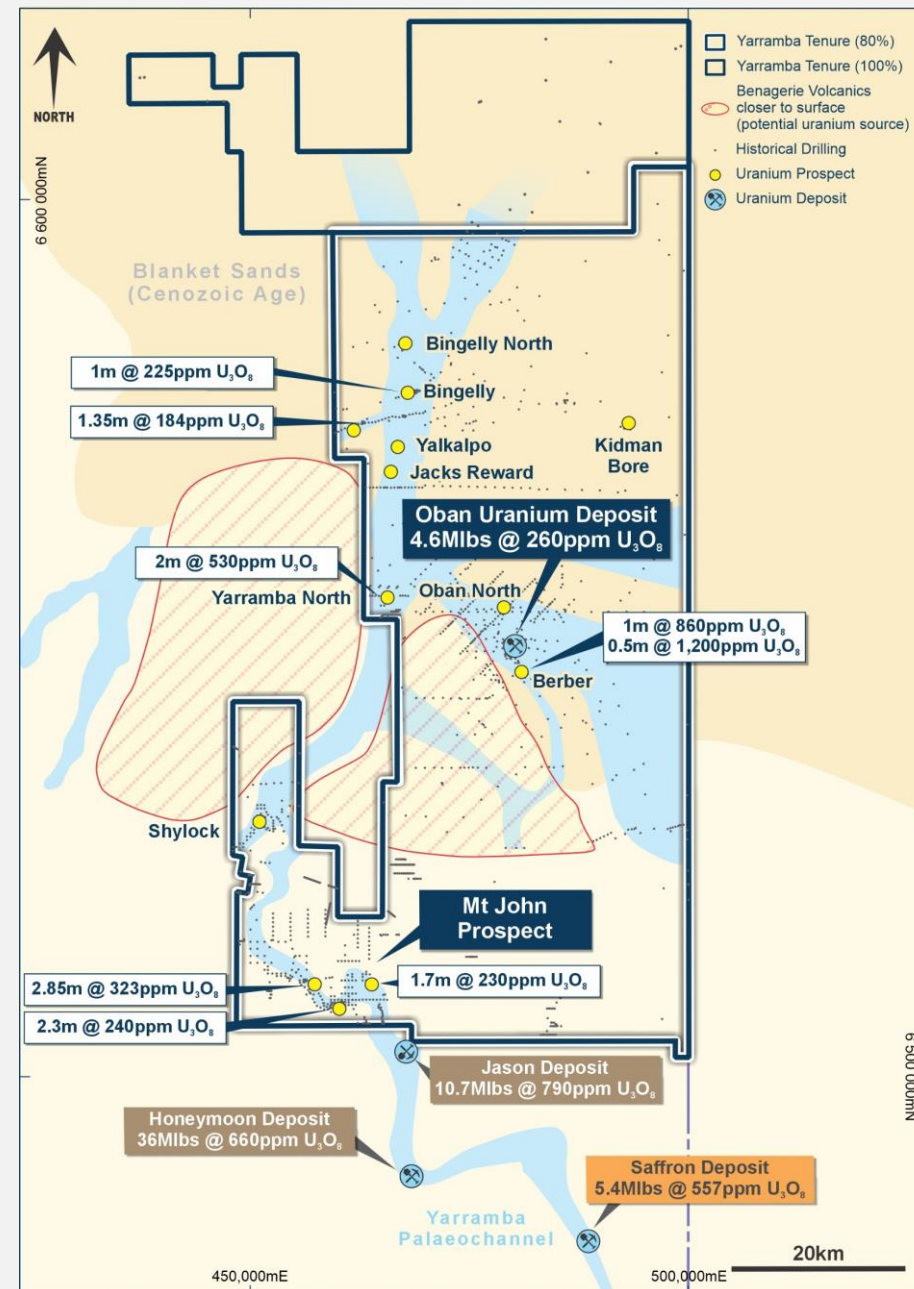 NORTH
Yarramba Tenure (80%)
Yarramba Tenure (100%)
Benagerie Volcanics
closer to surface
(potential uranium source)
Historical Drilling
Uranium Prospect
Uranium Deposit
6 600 000mN
Blanket Sands
(Cenozoic Age)
Bingelly North
1m @ 225ppm U₃O₈
Bingelly
1.35m @ 184ppm U₃O₈
Yalkalpo
Kidman
Bore
Jacks Reward
Oban Uranium Deposit
4.6Mlbs @ 260ppm U₃O₈
2m @ 530ppm U₃O₈
Yarramba North
Oban North
1m @ 860ppm U₃O₈
0.5m @ 1,200ppm U₃O₈
Berber
Shylock
Mt John
Prospect
2.85m @ 323ppm U₃O₈
1.7m @ 230ppm U₃O₈
2.3m @ 240ppm U₃O₈
6 500 000mN
Jason Deposit
10.7Mlbs @ 790ppm U₃O₈
Honeymoon Deposit
36Mlbs @ 660ppm U₃O₈
Saffron Deposit
5.4Mlbs @ 557ppm U₃O₈
Yarramba
Palaeochannel
20km
450,000mE
500,000mE